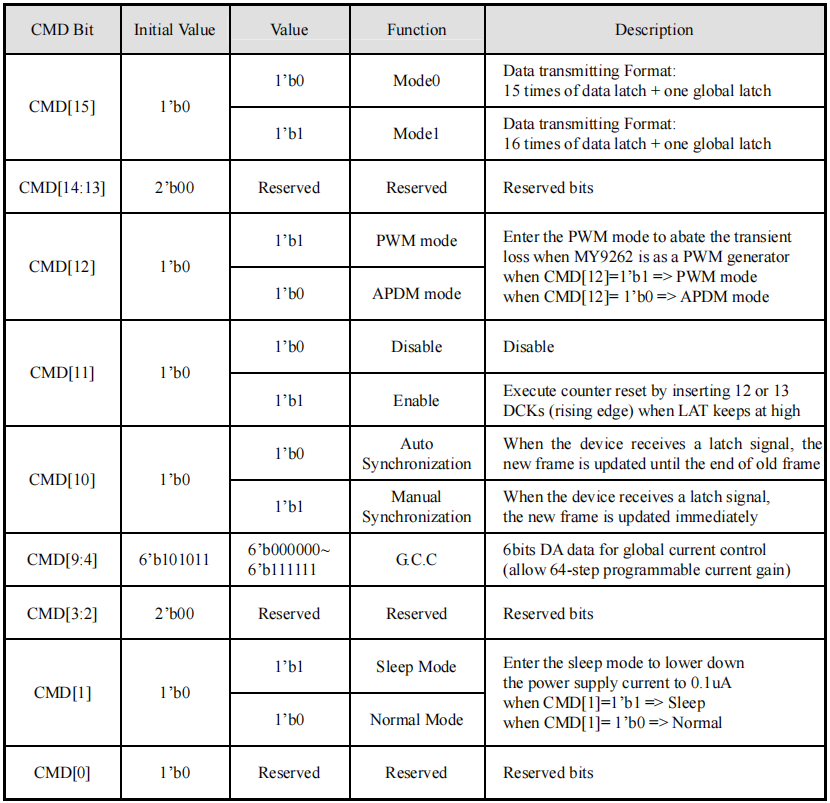 CMD Bit Initial Value Value Function Description
CMD[15] 1’b0 1’b0 Mode0 Data transmitting Format:
15 times of data latch + one global latch
1’b1 Mode1 Data transmitting Format:
16 times of data latch + one global latch
CMD[14:13] 2’b00 Reserved Reserved Reserved bits
CMD[12] 1’b0 1’b1 PWM mode Enter the PWM mode to abate the transient
loss when MY9262 is as a PWM generator
when CMD[12]=1’b1 => PWM mode
1’b0 APDM mode when CMD[12]= 1’b0 => APDM mode
CMD[11] 1’b0 1’b0 Disable Disable
1’b1 Enable Execute counter reset by inserting 12 or 13
DCKs (rising edge) when LAT keeps at high
CMD[10] 1’b0 1’b0 Auto
Synchronization When the device receives a latch signal, the
new frame is updated until the end of old frame
1’b1 Manual
Synchronization When the device receives a latch signal,
the new frame is updated immediately
CMD[9:4] 6’b101011 6’b000000~
6’b111111 G.C.C 6bits DA data for global current control
(allow 64-step programmable current gain)
CMD[3:2] 2’b00 Reserved Reserved Reserved bits
CMD[1] 1’b0 1’b1 Sleep Mode Enter the sleep mode to lower down
the power supply current to 0.1uA
when CMD[1]=1’b1 => Sleep
1’b0 Normal Mode when CMD[1]= 1’b0 => Normal
CMD[0] 1’b0 Reserved Reserved Reserved bits